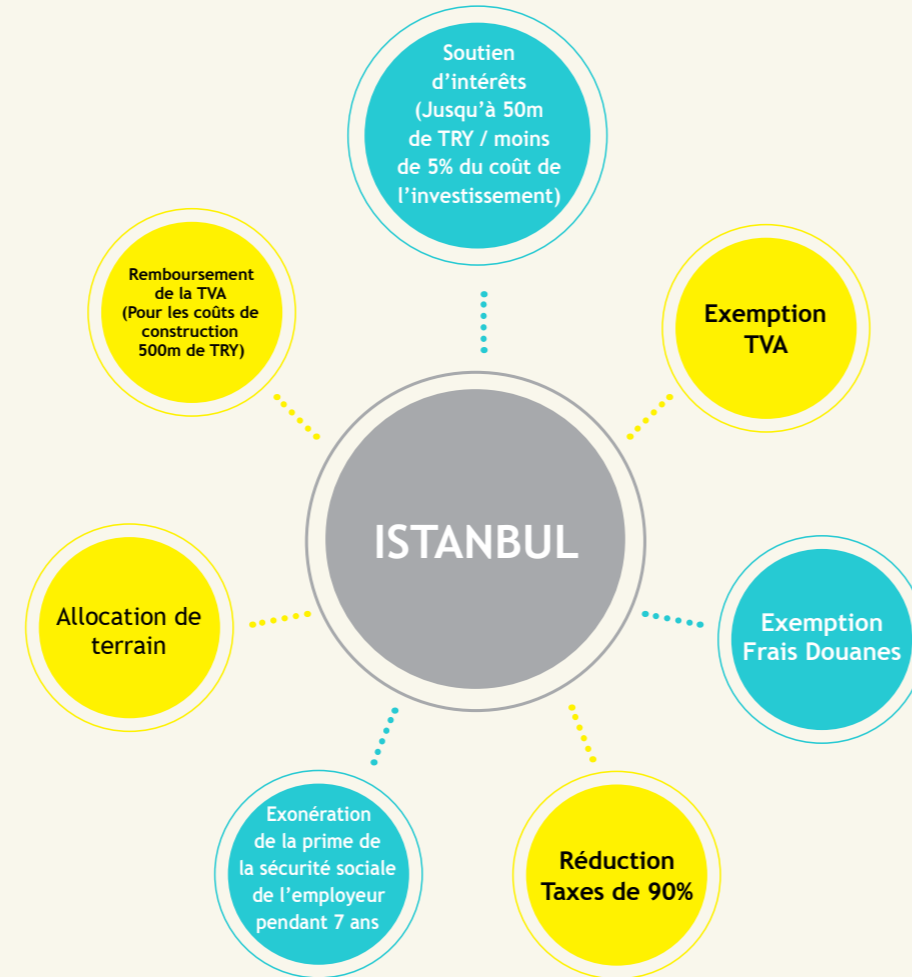 Soutien
d’intérêts
(Jusqu’à 50m
de TRY / moins
de 5% du coût de
l’investissement)
Remboursement
de la TVA
(Pour les coûts de
construction
500m de TRY)
Exemption
TVA
ISTANBUL
Allocation de
terrain
Exemption
Frais Douanes
Exonération
de la prime de
la sécurité sociale
de l’employeur
pendant 7 ans
Réduction
Taxes de 90%